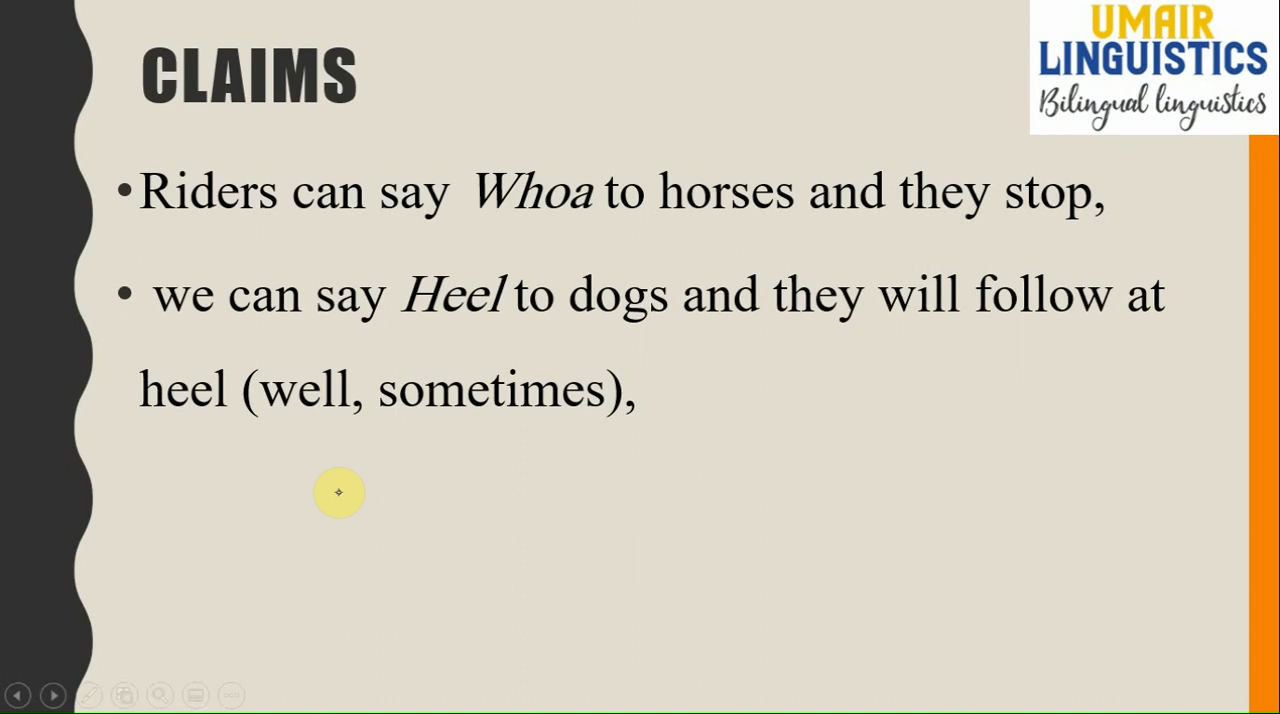 CLAIMS
UMAIR
LINGUISTICS
Bilingual linguistics
•Riders can say Whoa to horses and they stop,
• we can say Heel to dogs and they will follow at
heel (well, sometimes),